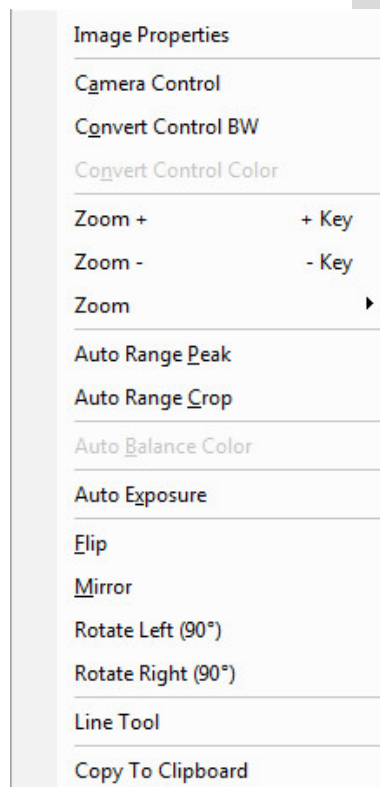 Image Properties
Camera Control
Convert Control BW
Convert Control Color
Zoom + + Key
Zoom - - Key
Zoom
Auto Range Peak
Auto Range Crop
Auto Balance Color
Auto Exposure
Flip
Mirror
Rotate Left (90°)
Rotate Right (90°)
Line Tool
Copy To Clipboard